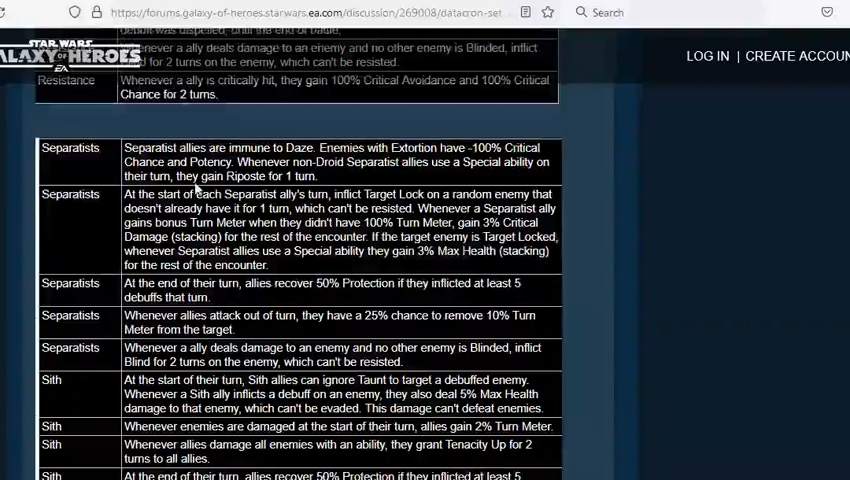 https://forums.galaxy-of-heroes.starwars.ea.com/discussion/269008/datacron-set
Search
STAR WARS
GALAXY OF HEROES
EA
LOG IN | CREATE ACCOUN
debuff was dispelled, until the end of battle.
Whenever a ally deals damage to an enemy and no other enemy is Blinded, inflict
Blind for 2 turns on the enemy, which can't be resisted.
Resistance Whenever a ally is critically hit, they gain 100% Critical Avoidance and 100% Critical
Chance for 2 turns.
Separatists Separatist allies are immune to Daze. Enemies with Extortion have -100% Critical
Chance and Potency. Whenever non-Droid Separatist allies use a Special ability on
their turn, they gain Riposte for 1 turn.
Separatists At the start of each Separatist ally's turn, inflict Target Lock on a random enemy that
doesn't already have it for 1 turn, which can't be resisted. Whenever a Separatist ally
gains bonus Turn Meter when they didn't have 100% Turn Meter, gain 3% Critical
Damage (stacking) for the rest of the encounter. If the target enemy is Target Locked,
whenever Separatist allies use a Special ability they gain 3% Max Health (stacking)
for the rest of the encounter.
Separatists At the end of their turn, allies recover 50% Protection if they inflicted at least 5
debuffs that turn.
Separatists Whenever allies attack out of turn, they have a 25% chance to remove 10% Turn
Meter from the target.
Separatists Whenever a ally deals damage to an enemy and no other enemy is Blinded, inflict
Blind for 2 turns on the enemy, which can't be resisted.
Sith At the start of their turn, Sith allies can ignore Taunt to target a debuffed enemy.
Whenever a Sith ally inflicts a debuff on an enemy, they also deal 5% Max Health
damage to that enemy, which can't be evaded. This damage can't defeat enemies.
Sith Whenever enemies are damaged at the start of their turn, allies gain 2% Turn Meter.
Sith Whenever allies damage all enemies with an ability, they grant Tenacity Up for 2
turns to all allies.
Sith At the end of their turn, allies recover 50% Protection if they inflicted at least 5